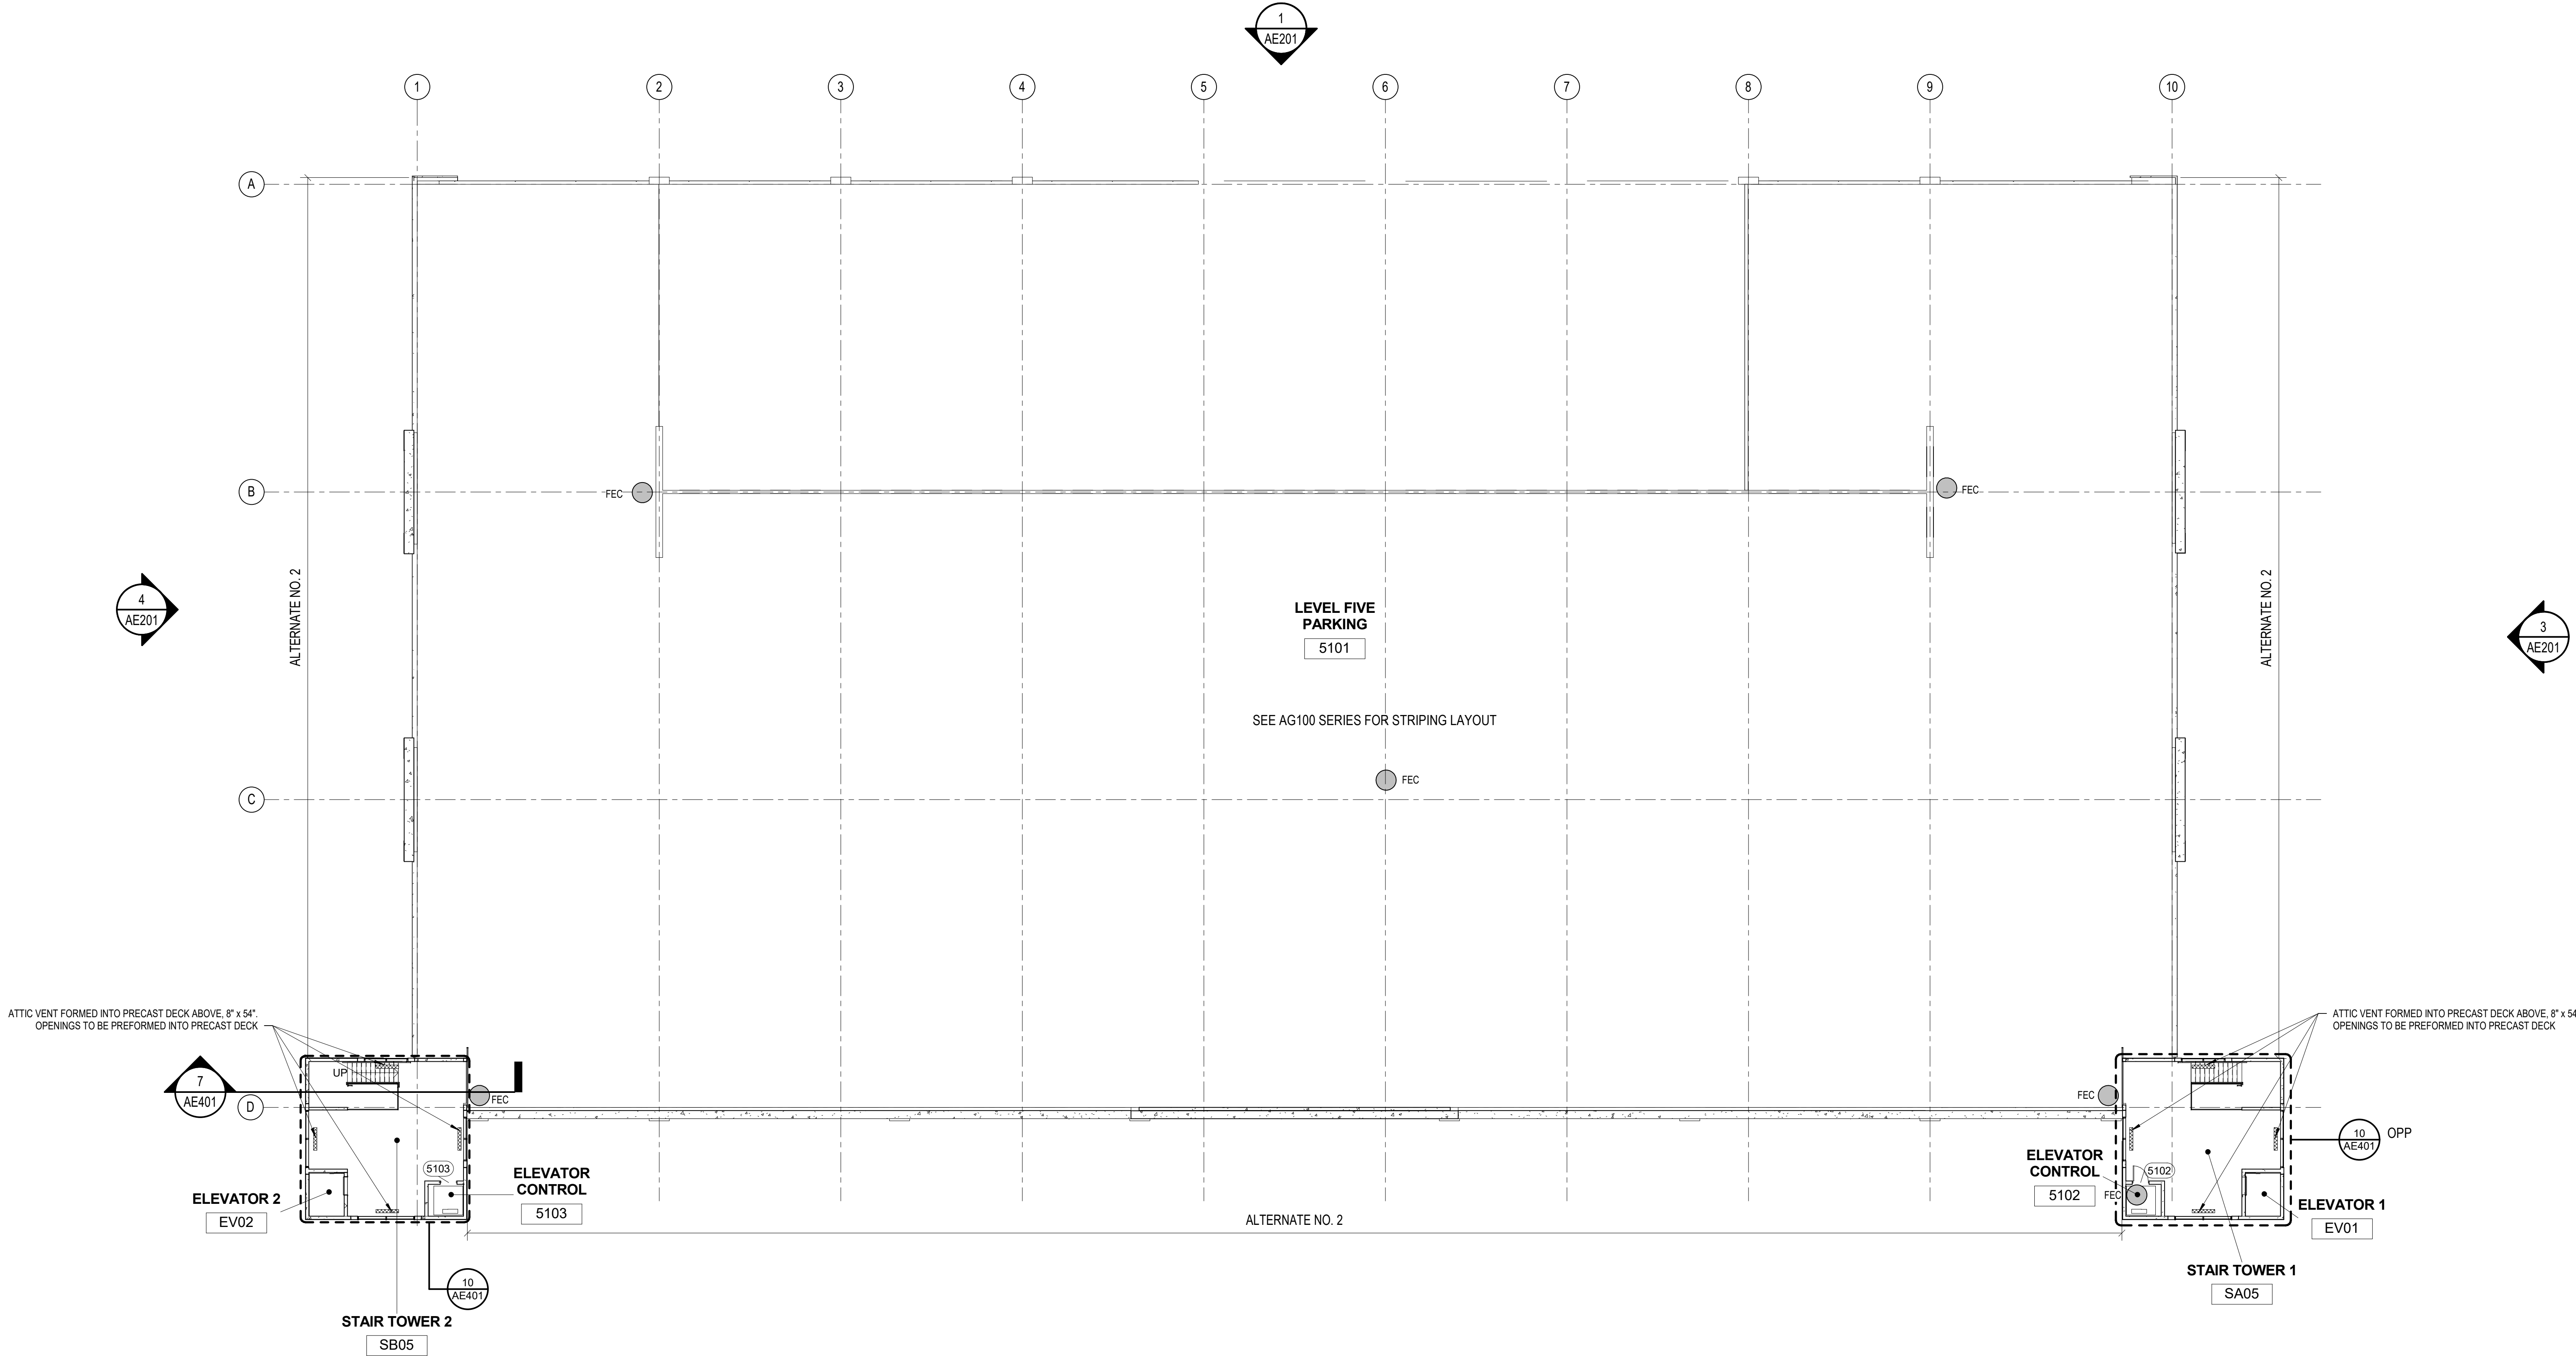 1
AE201
1
2
3
4
5
6
7
8
9
10
A
B
FEC
FEC
4
AE201
ALTERNATE NO. 2
LEVEL FIVE
PARKING
5101
ALTERNATE NO. 2
3
AE201
SEE AG100 SERIES FOR STRIPING LAYOUT
FEC
C
ATTIC VENT FORMED INTO PRECAST DECK ABOVE, 8" x 54".
OPENINGS TO BE PREFORMED INTO PRECAST DECK
ATTIC VENT FORMED INTO PRECAST DECK ABOVE, 8" x 54
OPENINGS TO BE PREFORMED INTO PRECAST DECK
UP
7
AE401
D
FEC
FEC
10
AE401
OPP
5103
ELEVATOR
CONTROL
5103
ELEVATOR 2
EV02
ELEVATOR
CONTROL
5102
5102
FEC
ELEVATOR 1
EV01
ALTERNATE NO. 2
10
AE401
STAIR TOWER 2
SB05
STAIR TOWER 1
SA05